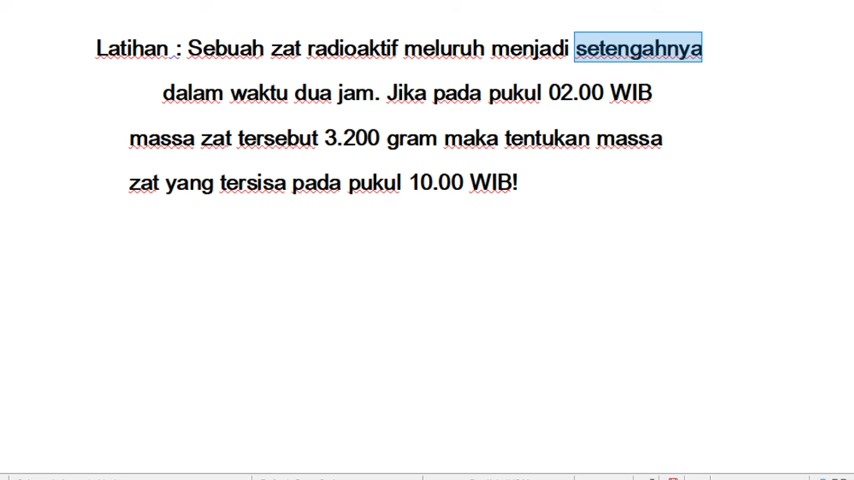 Latihan : Sebuah zat radioaktif meluruh menjadi setengahnya
dalam waktu dua jam. Jika pada pukul 02.00 WIB
massa zat tersebut 3.200 gram maka tentukan massa
zat yang tersisa pada pukul 10.00 WIB!